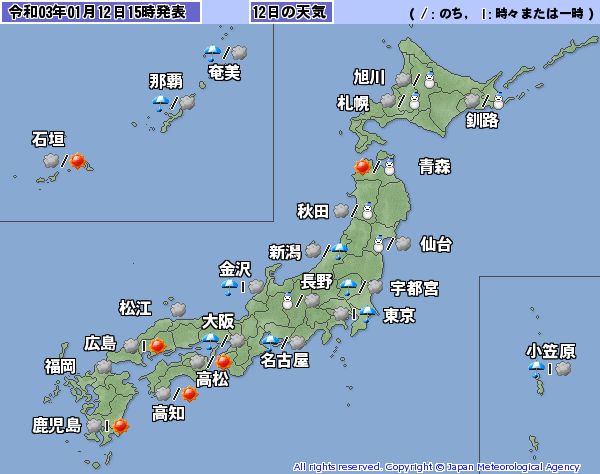 令和03年01月12日15時発表
12日の天気
( / : のち, | : 時々または一時 )
奄美
那覇
石垣
旭川
札幌
釧路
青森
秋田
仙台
新潟
金沢
長野
宇都宮
松江
大阪
東京
広島
名古屋
小笠原
福岡
高松
高知
鹿児島
All rights reserved. Copyright © Japan Meteorological Agency